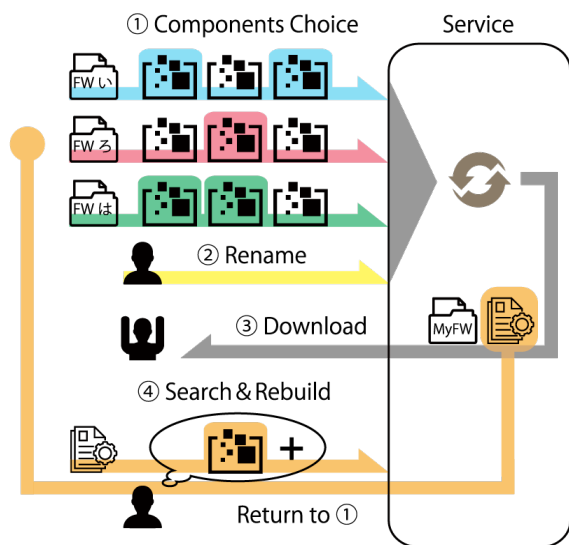 ① Components Choice
Service
FW い
FW ろ
FW は
② Rename
③ Download
MyFW
④ Search & Rebuild
+
Return to ①